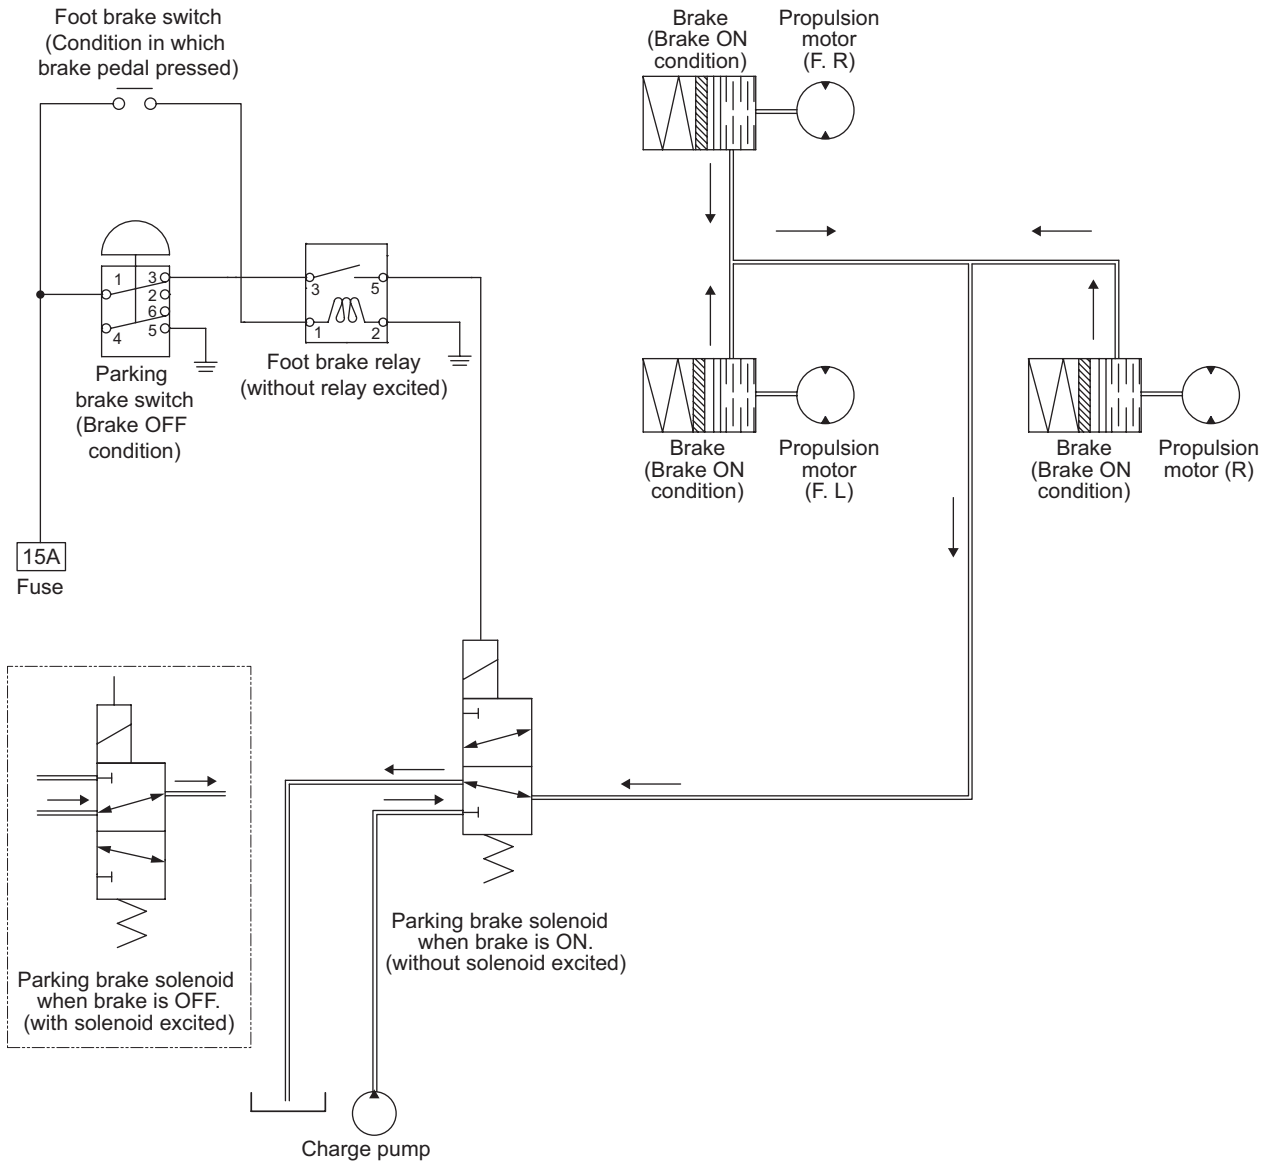 Foot brake switch
(Condition in which
brake pedal pressed)
Brake
(Brake ON
condition)
Propulsion
motor
(F. R)
1
3
2
6
4
5
3
5
1
2
Parking
brake switch
(Brake OFF
condition)
Foot brake relay
(without relay excited)
Brake
(Brake ON
condition)
Propulsion
motor
(F. L)
Brake
(Brake ON
condition)
Propulsion
motor (R)
15A
Fuse
Parking brake solenoid
when brake is ON.
(without solenoid excited)
Parking brake solenoid
when brake is OFF.
(with solenoid excited)
Charge pump